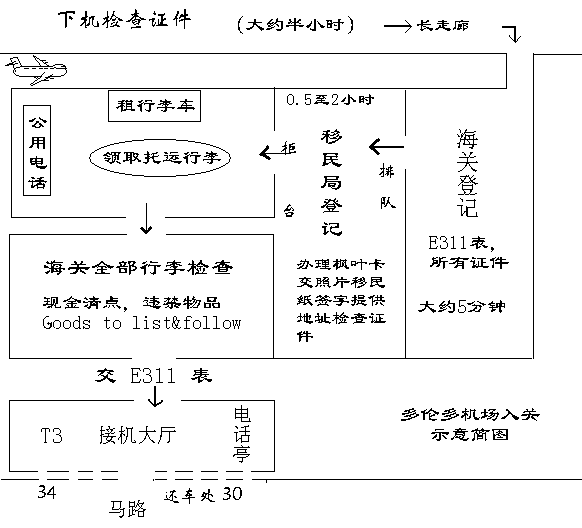 下机检查证件
(大约半小时)
长走廊
租行李车
公用电话
领取托运行李
0.5至2小时
移民局登记
柜台
排队
海关登记
E311表,
所有证件
大约5分钟
办理枫叶卡
交照片移民
纸签字提供
地址检查证
件
海关全部行李检查
现金清点，违禁物品
Goods to list&follow
交 E311 表
T3 接机大厅
电话亭
34
还车处
30
马路
多伦多机场入关
示意简图